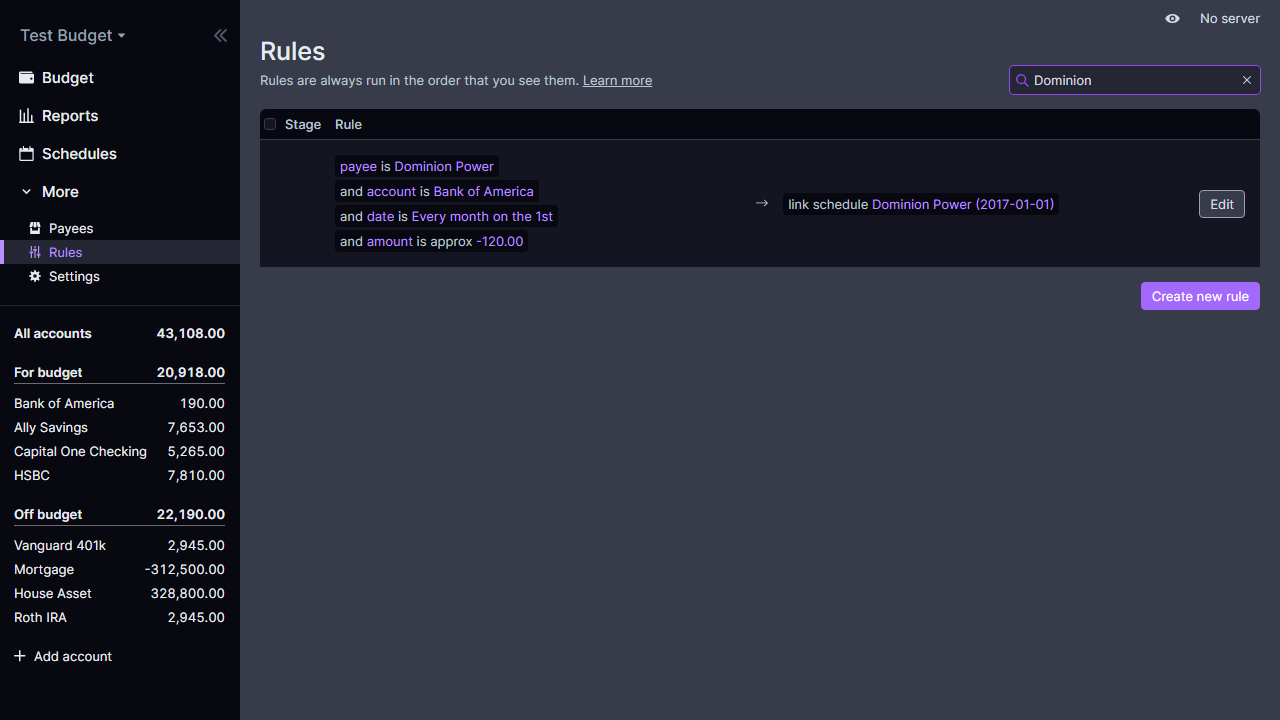 Test Budget
No server
Rules
Rules are always run in the order that you see them. Learn more
Dominion
Budget
Reports
Schedules
More
Payees
Rules
Settings
All accounts 43,108.00
For budget 20,918.00
Bank of America 190.00
Ally Savings 7,653.00
Capital One Checking 5,265.00
HSBC 7,810.00
Off budget 22,190.00
Vanguard 401k 2,945.00
Mortgage -312,500.00
House Asset 328,800.00
Roth IRA 2,945.00
Add account
Stage Rule
payee is Dominion Power
and account is Bank of America
and date is Every month on the 1st
and amount is approx -120.00
→ link schedule Dominion Power (2017-01-01)
Edit
Create new rule